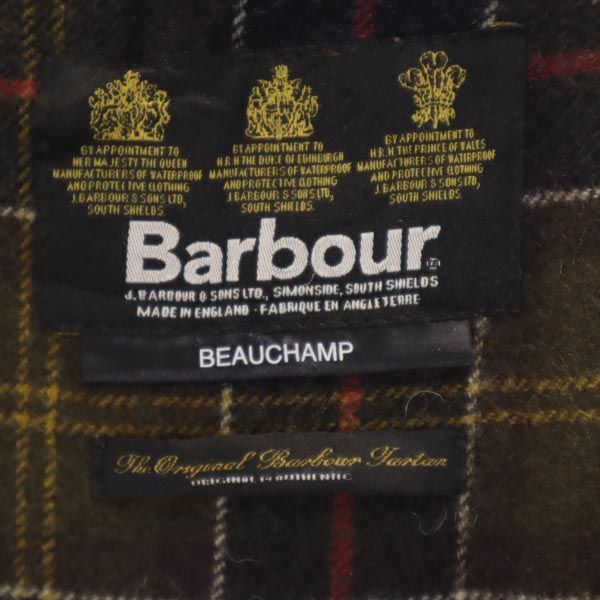 BY APPOINTMENT TO
HER MAJESTY THE QUEEN
MANUFACTURERS OF WATERPROOF
AND PROTECTIVE CLOTHING
J.BARBOUR & SONS LTD,
SOUTH SHIELDS
BY APPOINTMENT TO
H.R.H THE DUKE OF EDINBURGH
MANUFACTURERS OF WATERPROOF
AND PROTECTIVE CLOTHING
J.BARBOUR & SONS LTD,
SOUTH SHIELDS.
BY APPOINTMENT TO
H.R.H THE PRINCE OF WALES
MANUFACTURERS OF WATERPROOF
AND PROTECTIVE CLOTHING
J.BARBOUR & SONS LTD,
SOUTH SHIELDS.
Barbour
J.BARBOUR & SONS LTD., SIMONSIDE, SOUTH SHIELDS
MADE IN ENGLAND - FABRIQUE EN ANGLETERRE
BEAUCHAMP
The Original Barbour Tartan
ORIGINAL AUTHENTIC